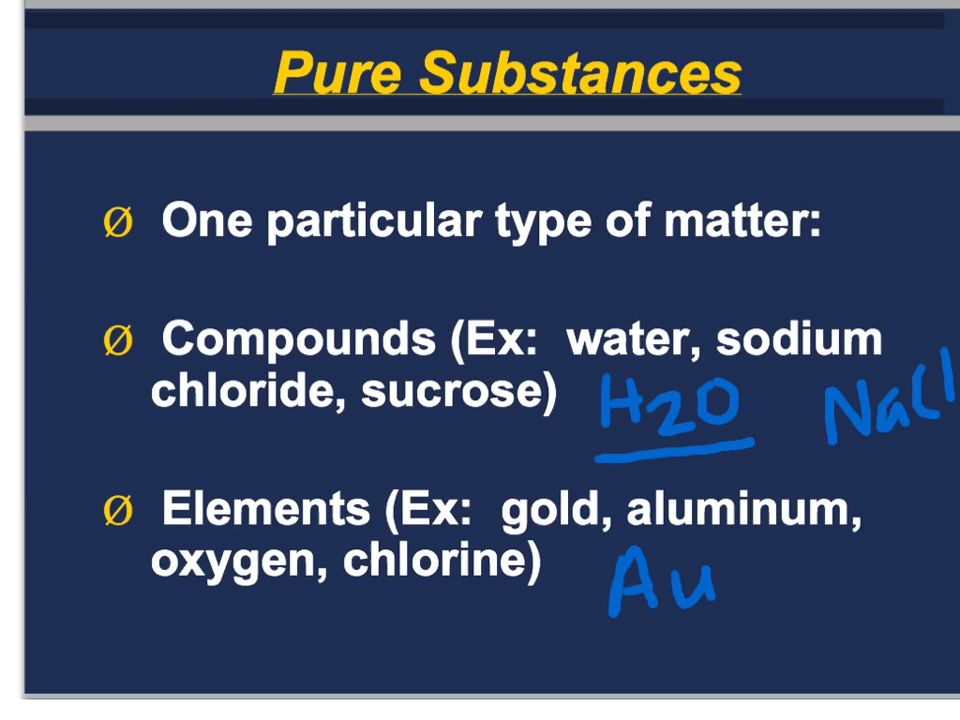 Pure Substances
Ø One particular type of matter:
Ø Compounds (Ex: water, sodium
chloride, sucrose)
H2O NaCl
Ø Elements (Ex: gold, aluminum,
oxygen, chlorine)
Au